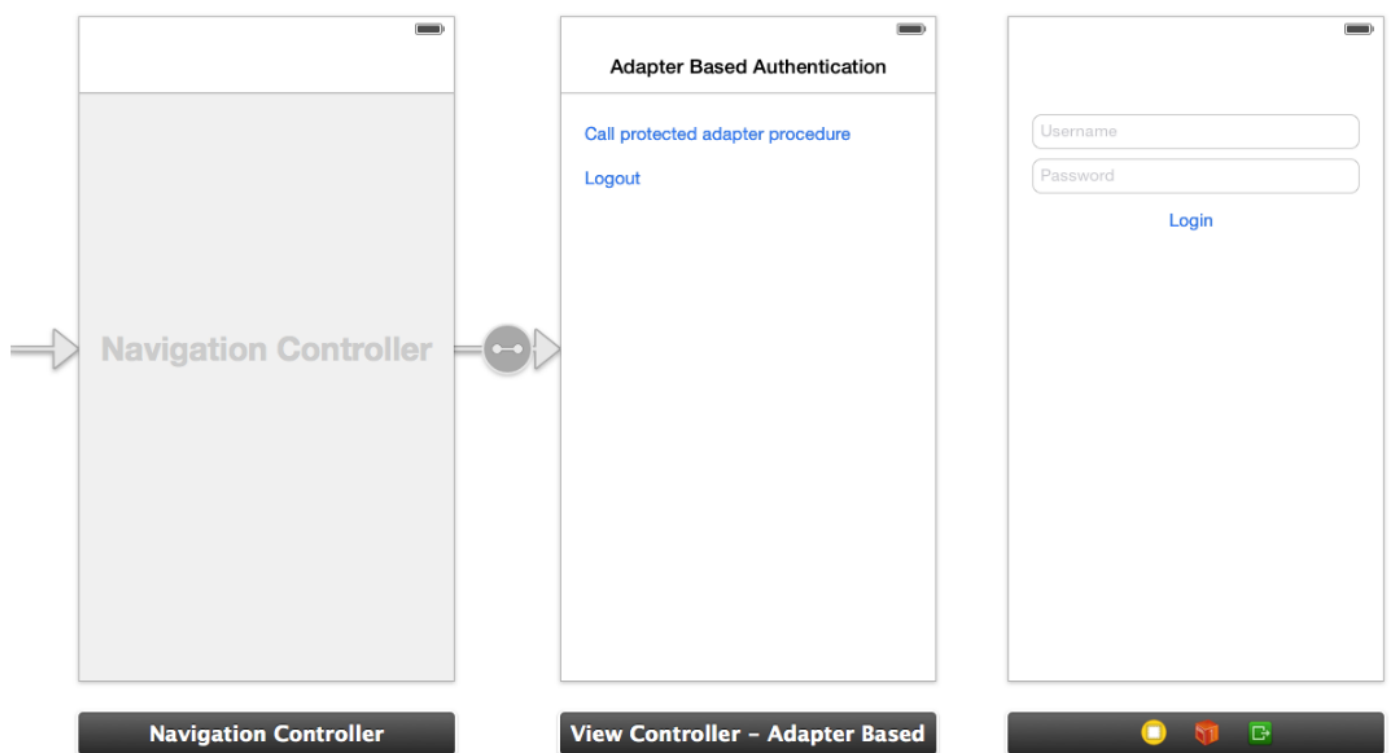 Navigation Controller
Navigation Controller
Adapter Based Authentication
Call protected adapter procedure
Logout
View Controller – Adapter Based
Username
Password
Login